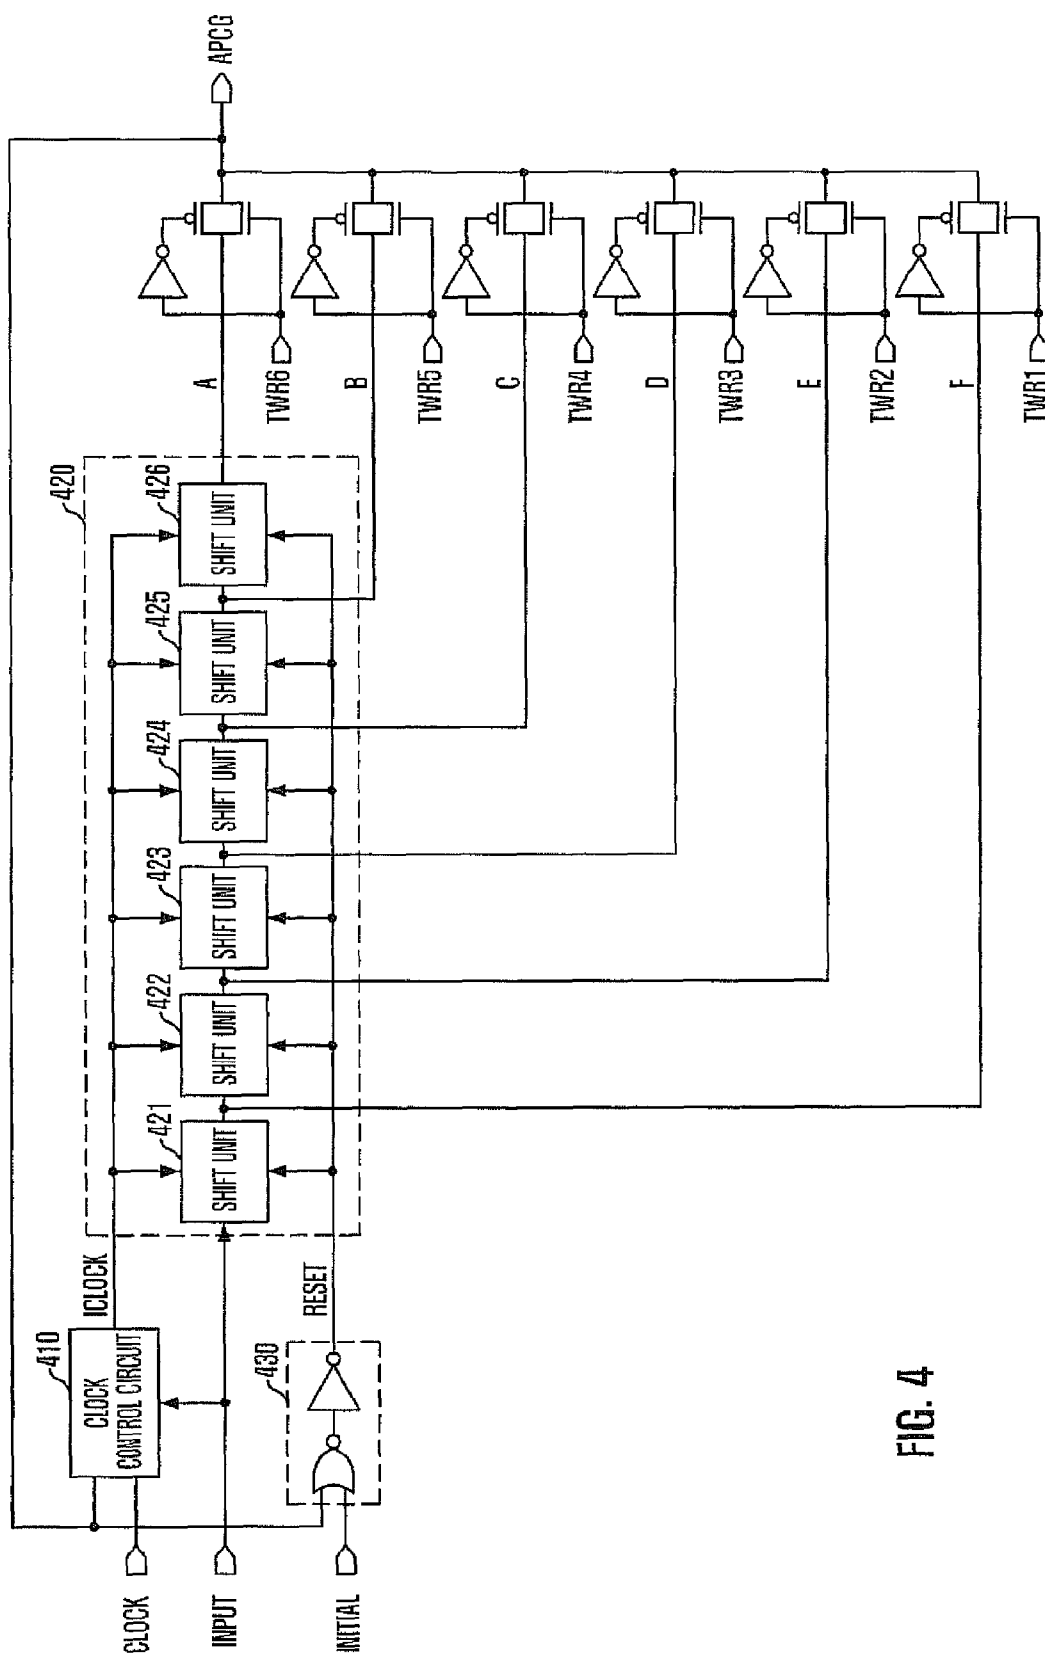 CLOCK
INPUT
INITIAL
410
CLOCK
CONTROL CIRCUIT
ICLOCK
430
RESET
420
421
SHIFT UNIT
422
SHIFT UNIT
423
SHIFT UNIT
424
SHIFT UNIT
425
SHIFT UNIT
426
SHIFT UNIT
A
TWR6
B
TWR5
C
TWR4
D
TWR3
E
TWR2
F
TWR1
APCG
FIG. 4